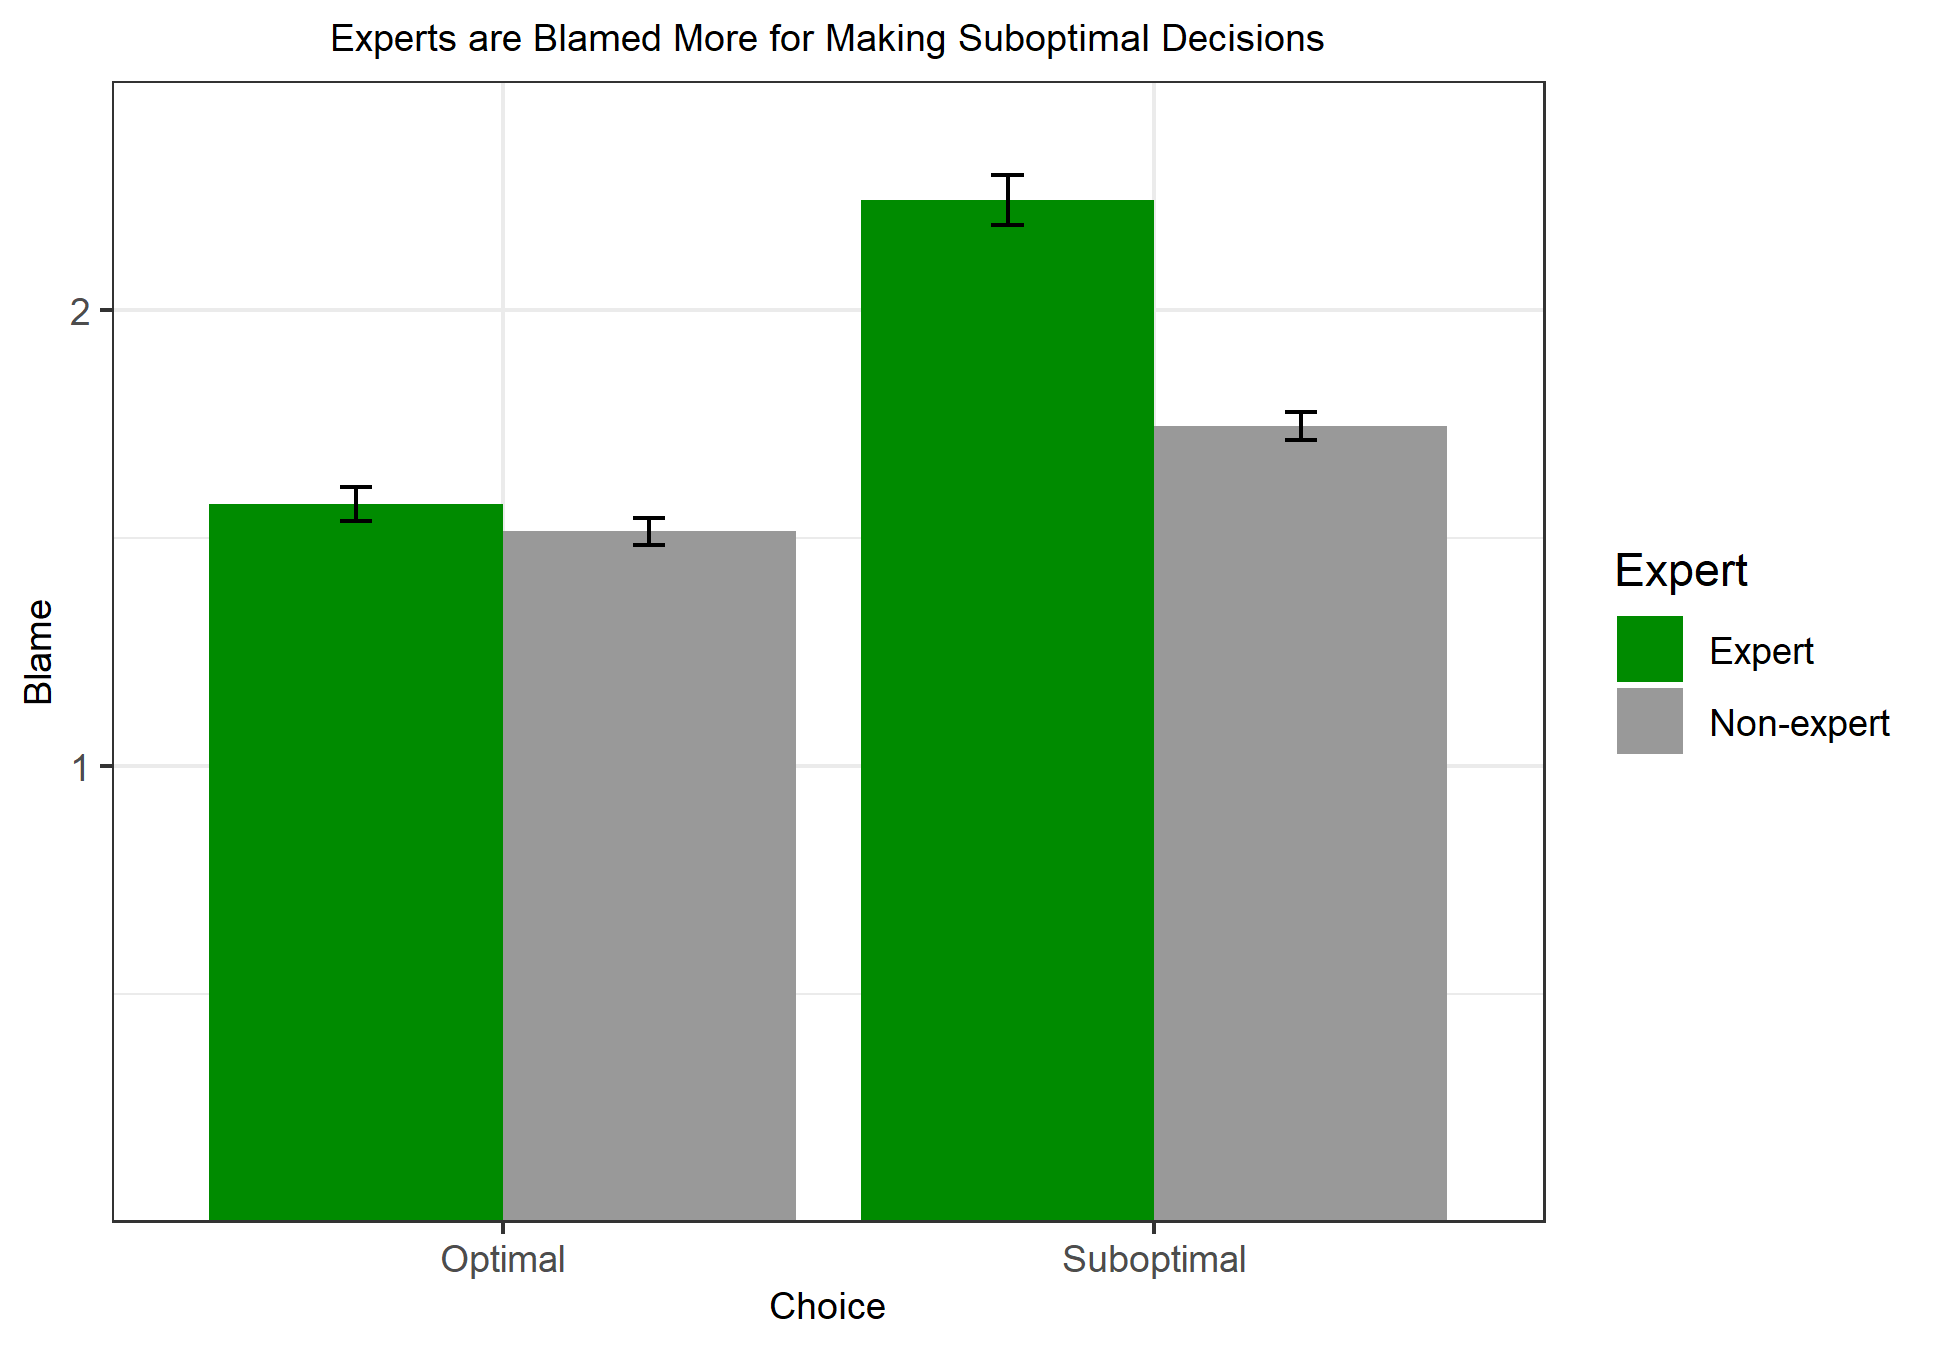 Experts are Blamed More for Making Suboptimal Decisions
2
1
Blame
Optimal
Suboptimal
Choice
Expert
Expert
Non-expert